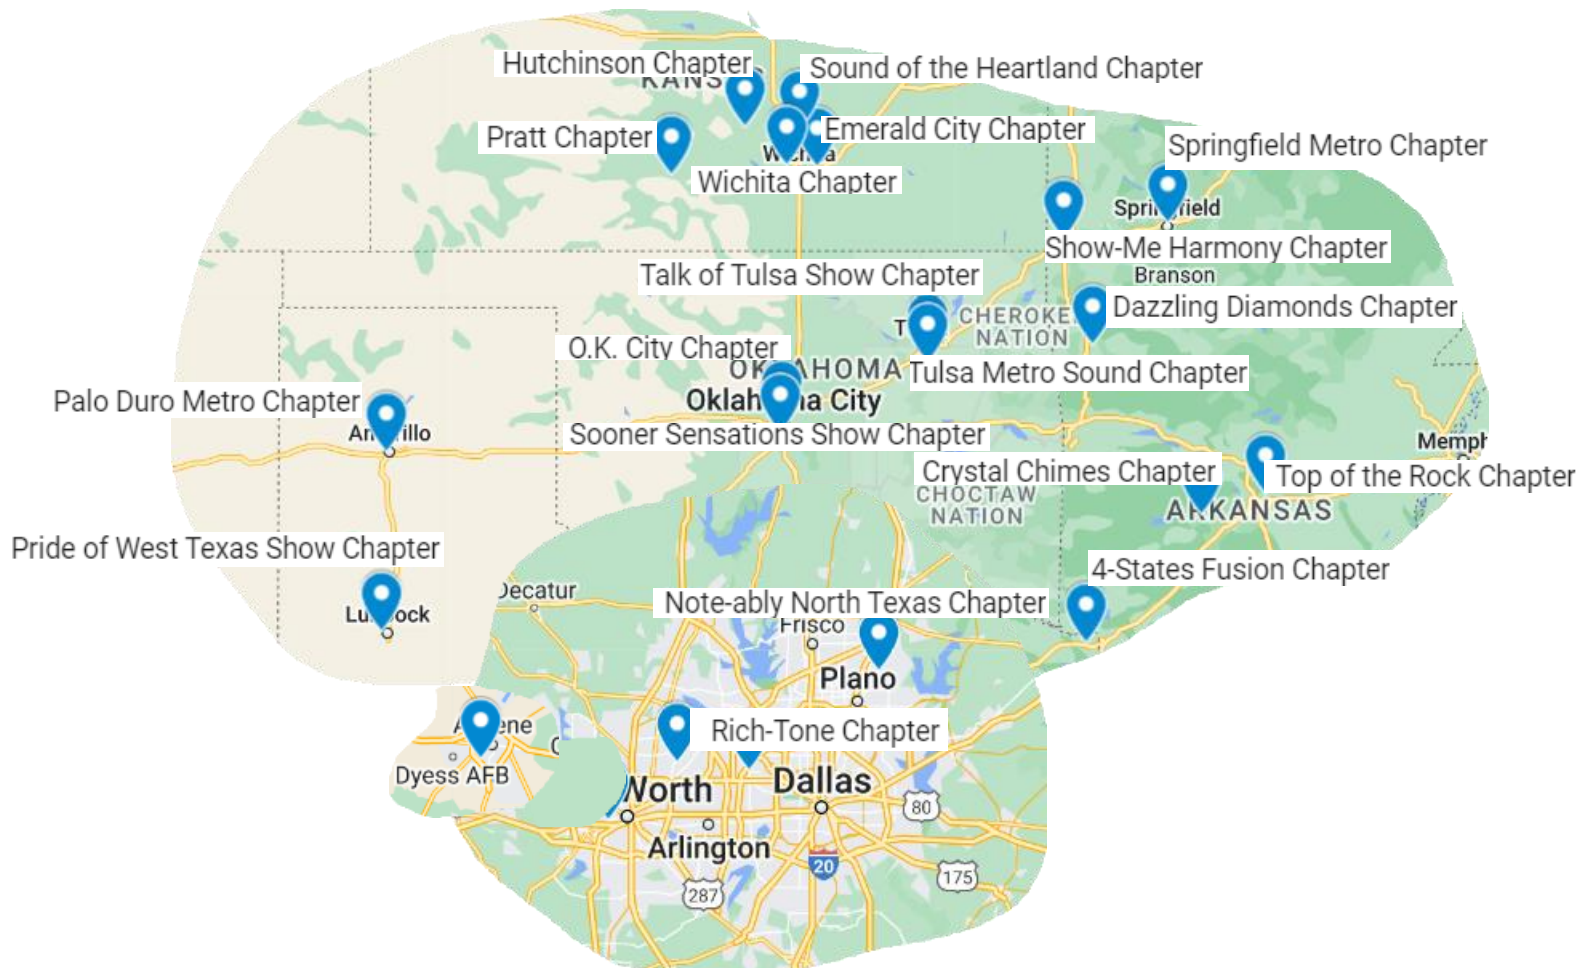 Hutchinson Chapter
Sound of the Heartland Chapter
Pratt Chapter
Emerald City Chapter
Springfield Metro Chapter
Wichita Chapter
Show-Me Harmony Chapter
Branson
Talk of Tulsa Show Chapter
Dazzling Diamonds Chapter
NATION
O.K. City Chapter
Tulsa Metro Sound Chapter
Palo Duro Metro Chapter
Sooner Sensations Show Chapter
Memph
Crystal Chimes Chapter
Top of the Rock Chapter
CHOCTAW
NATION
ARKANSAS
Pride of West Texas Show Chapter
4-States Fusion Chapter
Decatur
Note-ably North Texas Chapter
Frisco
Plano
Rich-Tone Chapter
Dyess AFB
Worth
Dallas
80
Arlington
20
175
287